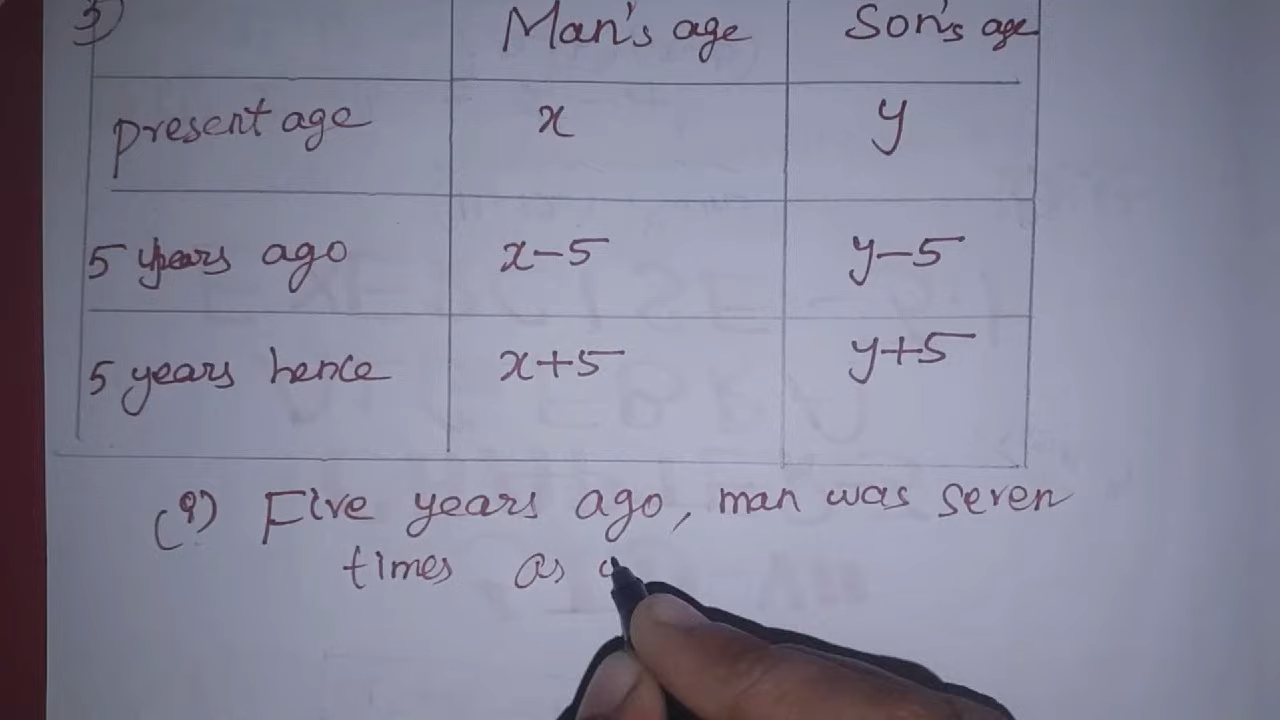 3)
Man's age Son's age
present age x y
5 years ago x-5 y-5
5 years hence x+5 y+5
(i) Five years ago, man was seven
times as